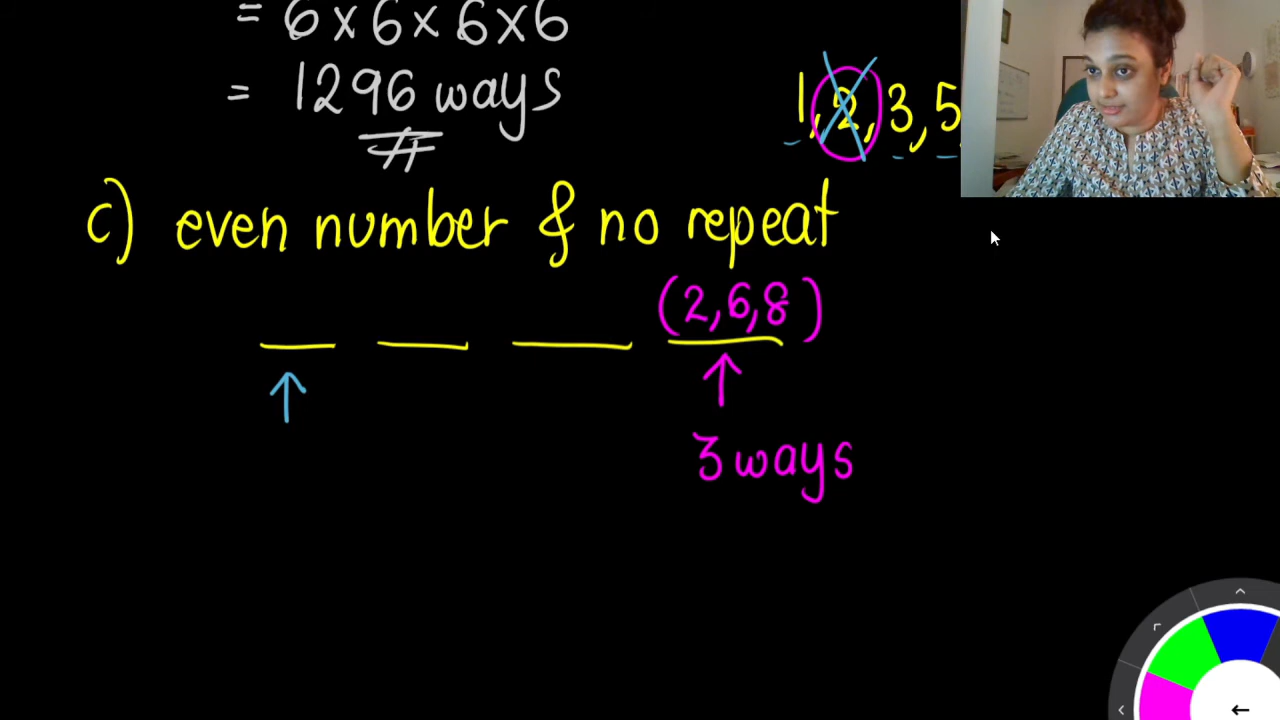 = 6 x 6 x 6 x 6
= 1296 ways
1, 2, 3, 5
c) even number & no repeat
(2,6,8)
3 ways